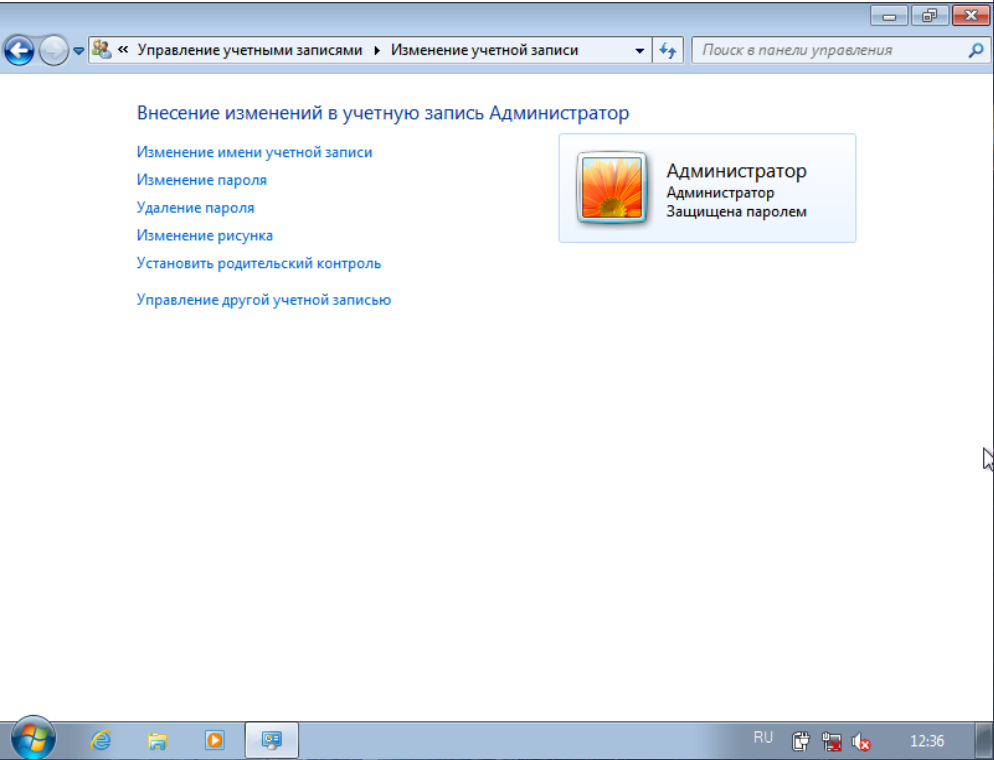 « Управление учетными записями Изменение учетной записи
Поиск в панели управления
Внесение изменений в учетную запись Администратор
Изменение имени учетной записи
Изменение пароля
Удаление пароля
Изменение рисунка
Установить родительский контроль
Управление другой учетной записью
Администратор
Администратор
Защищена паролем
RU
12:36